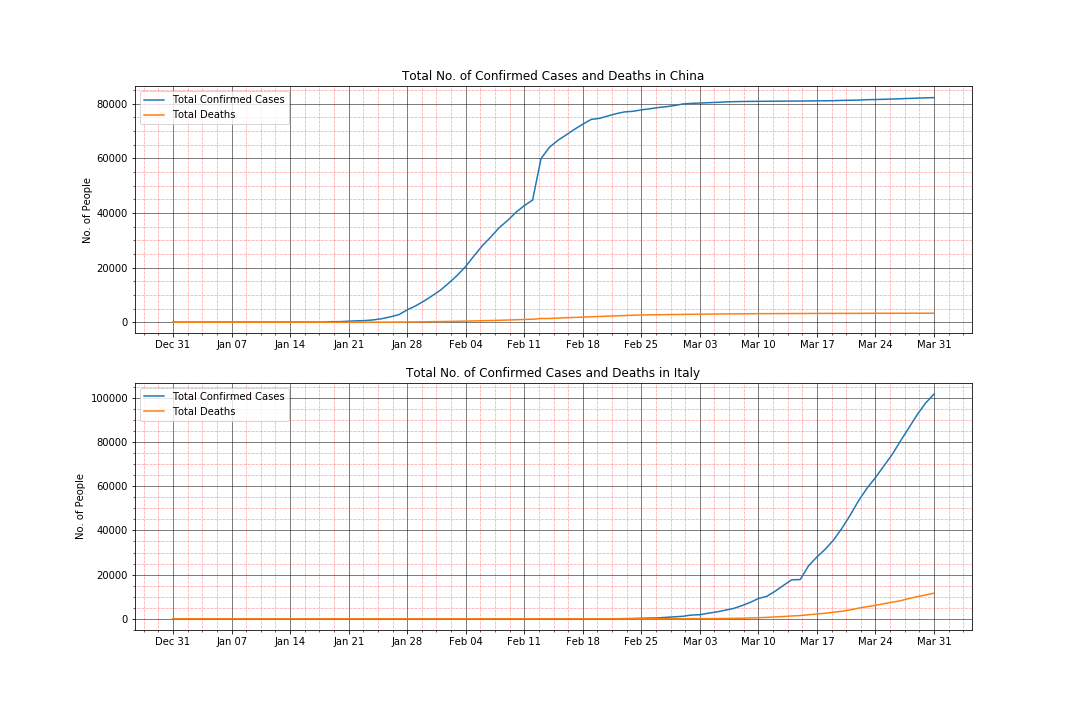 Total No. of Confirmed Cases and Deaths in China
Total Confirmed Cases
Total Deaths
No. of People
80000
60000
40000
20000
0
Dec 31 Jan 07 Jan 14 Jan 21 Jan 28 Feb 04 Feb 11 Feb 18 Feb 25 Mar 03 Mar 10 Mar 17 Mar 24 Mar 31
Total No. of Confirmed Cases and Deaths in Italy
Total Confirmed Cases
Total Deaths
No. of People
100000
80000
60000
40000
20000
0
Dec 31 Jan 07 Jan 14 Jan 21 Jan 28 Feb 04 Feb 11 Feb 18 Feb 25 Mar 03 Mar 10 Mar 17 Mar 24 Mar 31